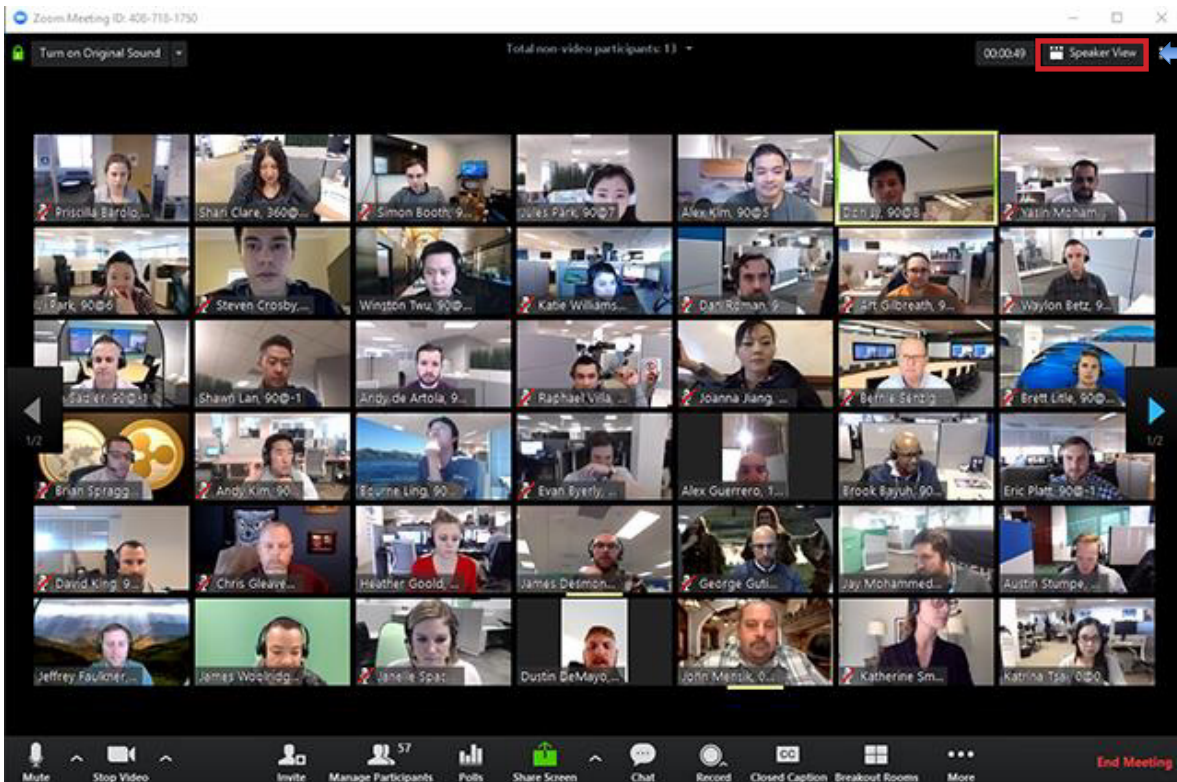 Zoom Meeting ID: 408-718-1750
Turn on Original Sound
Total non-video participants: 13
00:00:49
Speaker View
Priscilla Barolo,...
Shari Clare, 360@...
Simon Booth, 9...
Jules Park, 90@7
Alex Kim, 90@5
Don Ly, 90@8
Yasin Moham...
Park, 90@6
Steven Crosby,...
Winston Twu, 90@...
Katie Williams...
Dan Roman, 9
Art Gilbreath, 9...
Waylon Betz, 9...
90@-1
Shawn Lan, 90@-1
Andy de Artola, 9...
Raphael Villa, ...
Joanna Jiang, ...
Bernie Senzig
Brett Litle, 90@...
1/2
1/2
Brian Spragg
Andy Kim, 90
Bourne Ling, 90
Evan Byerly, ...
Alex Guerrero, 1...
Brook Bayuh, 90...
Eric Platt, 90@-1
David King, 9...
Chris Gleave...
Heather Goold, ...
James Desmon...
George Guti...
Jay Mohammed...
Austin Stumpe, ...
Jeffrey Faulkner,...
James Woolridg...
Janelle Spac...
Dustin DeMayo,...
John Mensik, 0...
Katherine Sm...
Katrina Tsai, 0@0
57
CC
Mute
Stop Video
Invite
Manage Participants
Polls
Share Screen
Chat
Record
Closed Caption
Breakout Rooms
More
End Meeting